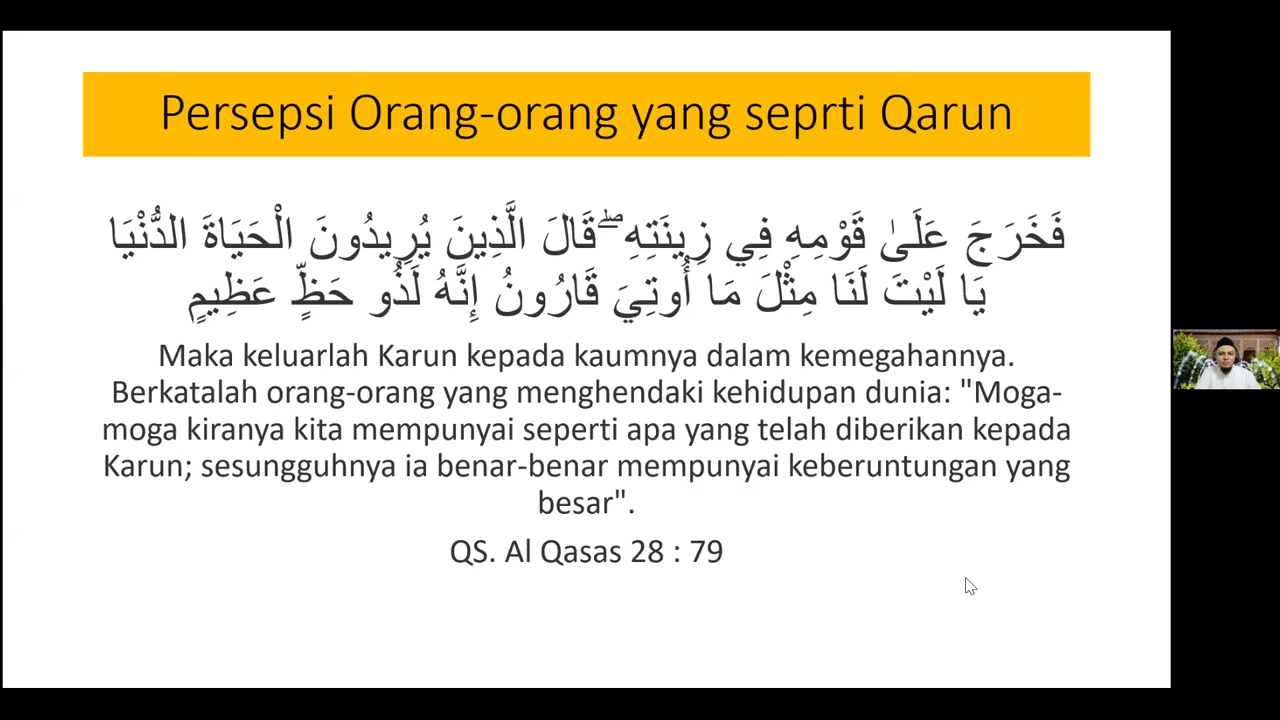 Persepsi Orang-orang yang seprti Qarun
فَخَرَجَ عَلَىٰ قَوْمِهِ فِي زِينَتِهِ ۖ قَالَ الَّذِينَ يُرِيدُونَ الْحَيَاةَ الدُّنْيَا
يَا لَيْتَ لَنَا مِثْلَ مَا أُوتِيَ قَارُونُ إِنَّهُ لَذُو حَظٍّ عَظِيمٍ
Maka keluarlah Karun kepada kaumnya dalam kemegahannya.
Berkatalah orang-orang yang menghendaki kehidupan dunia: "Moga-
moga kiranya kita mempunyai seperti apa yang telah diberikan kepada
Karun; sesungguhnya ia benar-benar mempunyai keberuntungan yang
besar".
QS. Al Qasas 28 : 79